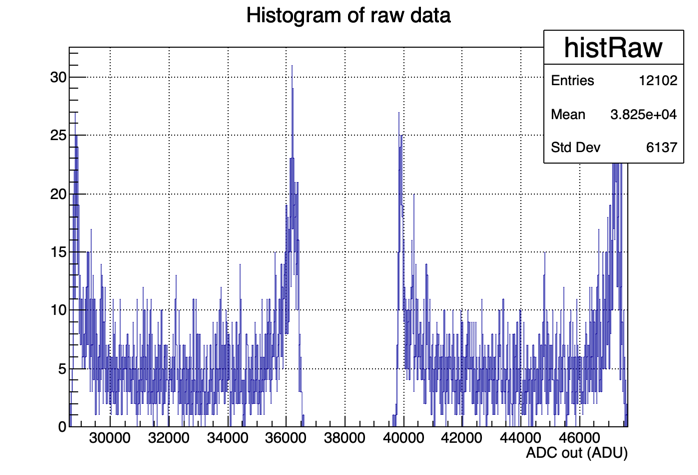 Histogram of raw data
histRaw
Entries 12102
Mean 3.825e+04
Std Dev 6137
30
25
20
15
10
5
0
30000 32000 34000 36000 38000 40000 42000 44000 46000
ADC out (ADU)